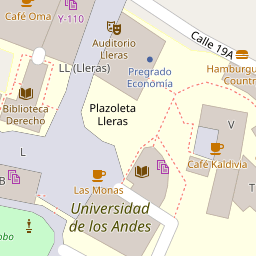 Café Oma
Y-110
Calle 19A
Auditorio
Lleras
LL (Lleras)
Pregrado
Economía
Hamburgu
Countr
Biblioteca
Derecho
Plazoleta
Lleras
V
L
Café Kaldivia
B
Las Monas
Universidad
de los Andes
obo